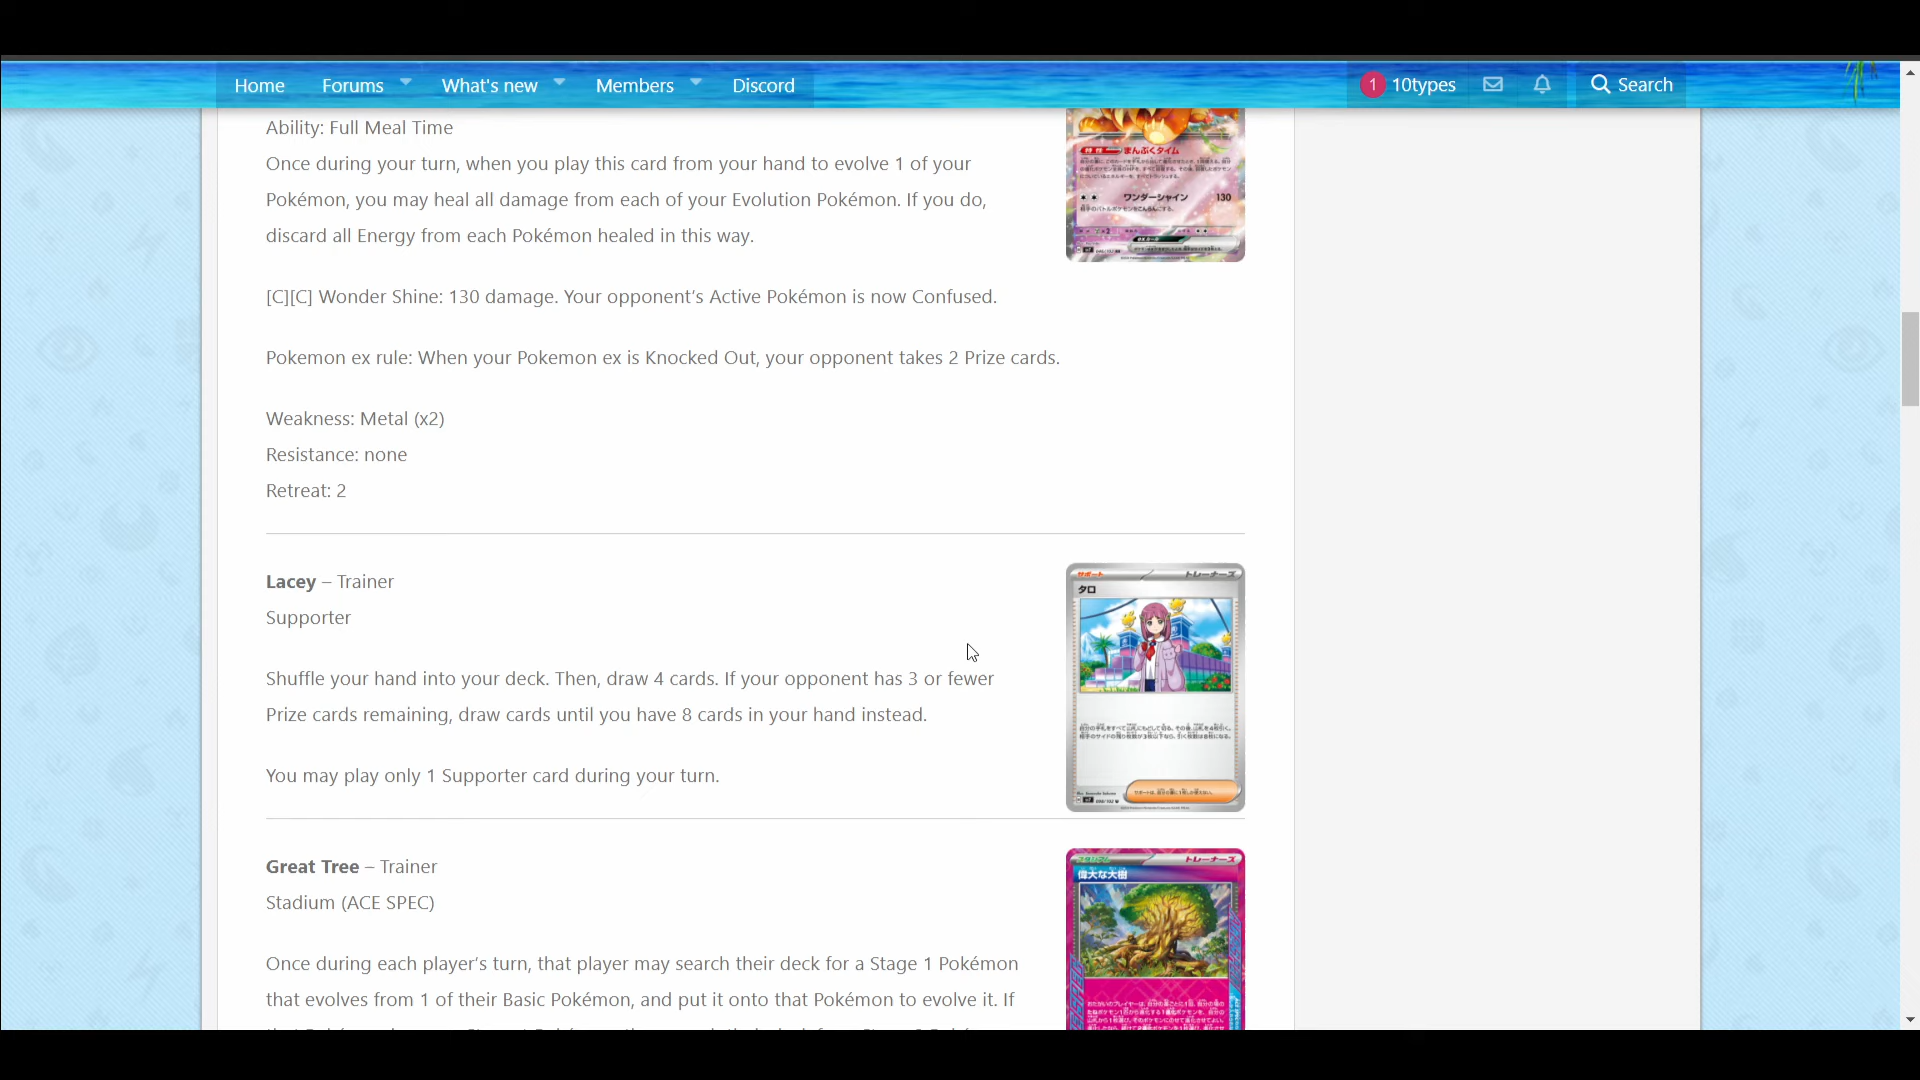 Home Forums What's new Members Discord 1 10types Search
Ability: Full Meal Time
Once during your turn, when you play this card from your hand to evolve 1 of your
Pokémon, you may heal all damage from each of your Evolution Pokémon. If you do,
discard all Energy from each Pokémon healed in this way.
まんぷくタイム
ワンダーシャイン 130
[C][C] Wonder Shine: 130 damage. Your opponent’s Active Pokémon is now Confused.
Pokemon ex rule: When your Pokemon ex is Knocked Out, your opponent takes 2 Prize cards.
Weakness: Metal (x2)
Resistance: none
Retreat: 2
Lacey – Trainer
Supporter
Shuffle your hand into your deck. Then, draw 4 cards. If your opponent has 3 or fewer
Prize cards remaining, draw cards until you have 8 cards in your hand instead.
You may play only 1 Supporter card during your turn.
サポート トレーナーズ
タロ
Great Tree – Trainer
Stadium (ACE SPEC)
Once during each player’s turn, that player may search their deck for a Stage 1 Pokémon
that evolves from 1 of their Basic Pokémon, and put it onto that Pokémon to evolve it. If
スタジアム トレーナーズ
偉大な大樹